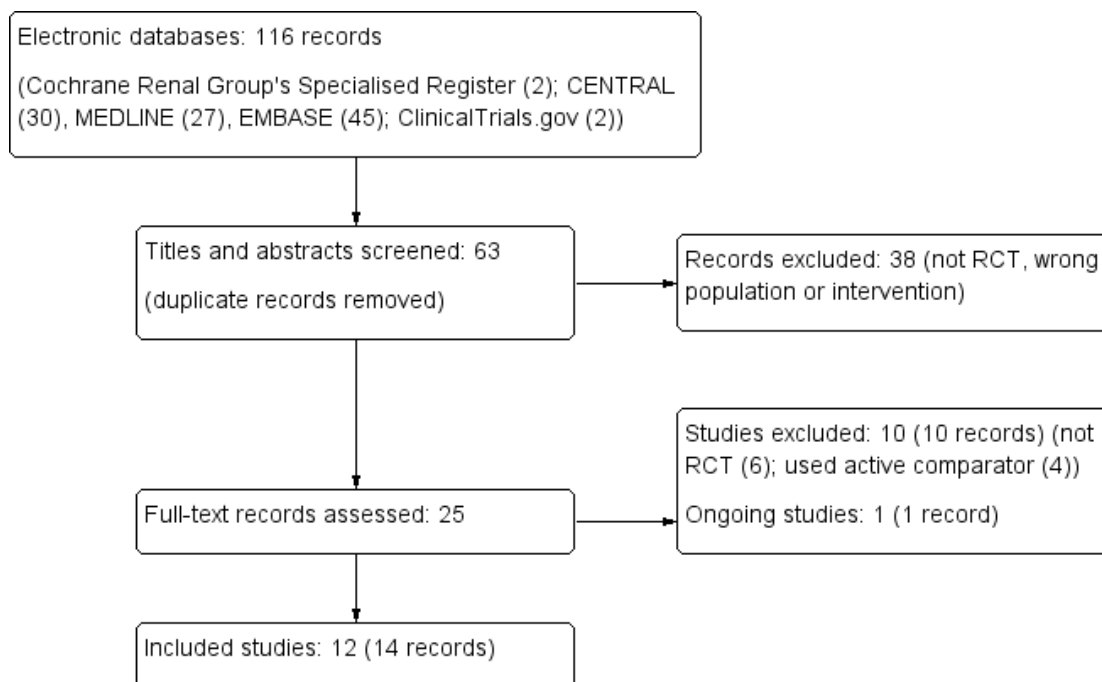 Electronic databases: 116 records
(Cochrane Renal Group's Specialised Register (2); CENTRAL
(30), MEDLINE (27), EMBASE (45); ClinicalTrials.gov (2))
Titles and abstracts screened: 63
(duplicate records removed)
Records excluded: 38 (not RCT, wrong
population or intervention)
Studies excluded: 10 (10 records) (not
RCT (6); used active comparator (4))
Ongoing studies: 1 (1 record)
Full-text records assessed: 25
Included studies: 12 (14 records)